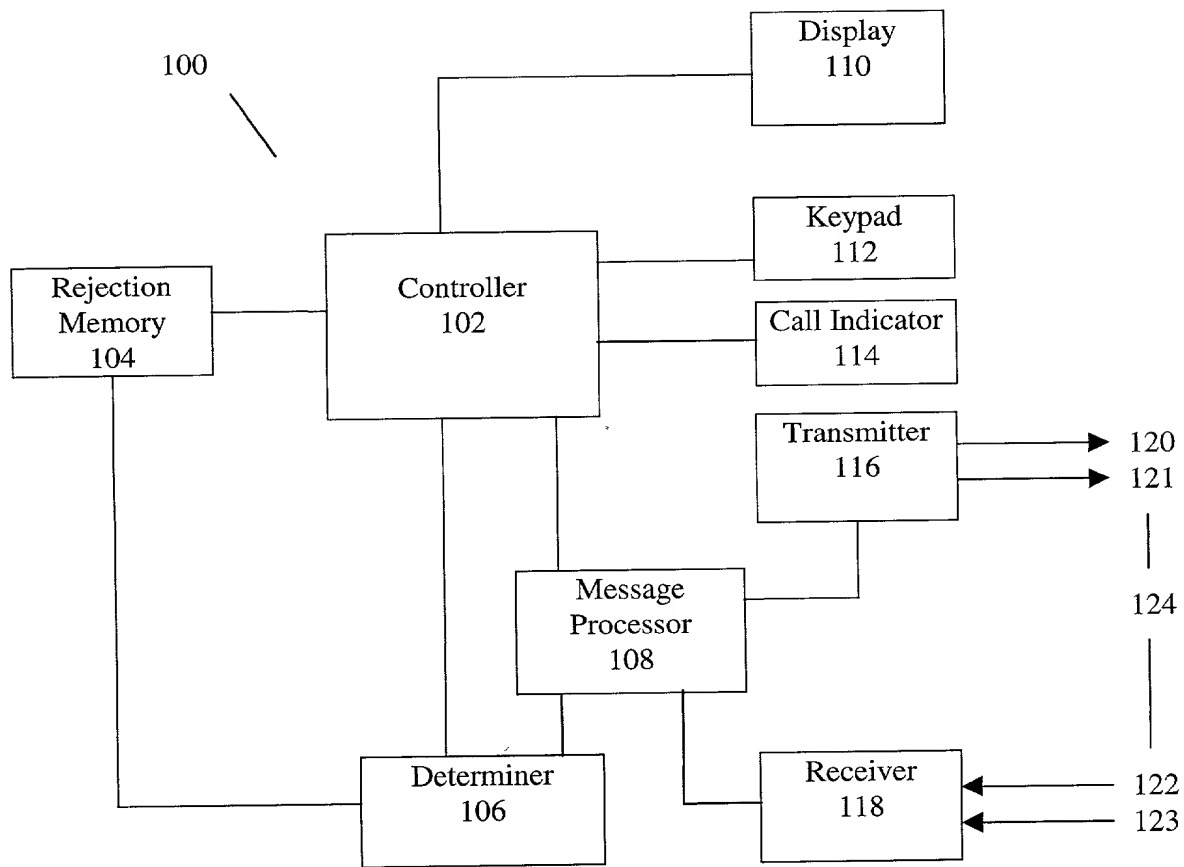 Display
110
100
Keypad
112
Rejection
Memory
104
Controller
102
Call Indicator
114
Transmitter
116
120
121
Message
Processor
108
124
Determiner
106
Receiver
118
122
123